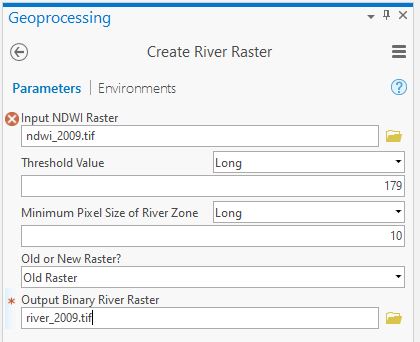 Geoprocessing
Create River Raster
Parameters | Environments
Input NDWI Raster
ndwi_2009.tif
Threshold Value Long
179
Minimum Pixel Size of River Zone Long
10
Old or New Raster?
Old Raster
* Output Binary River Raster
river_2009.tif